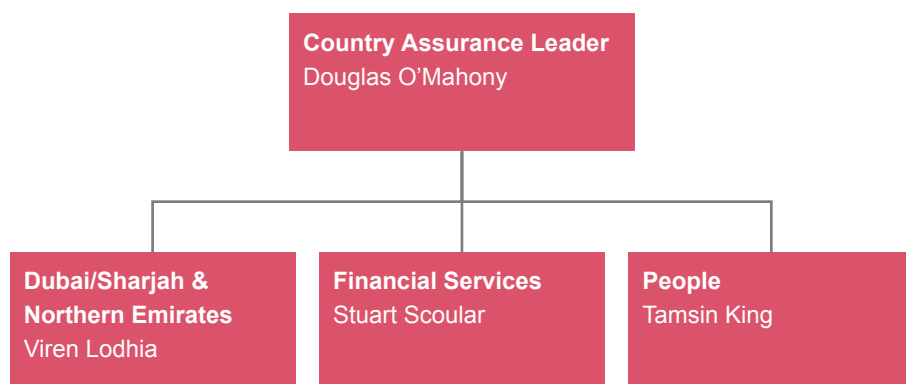 Country Assurance Leader
Douglas O’Mahony
Dubai/Sharjah &
Northern Emirates
Viren Lodhia
Financial Services
Stuart Scoular
People
Tamsin King